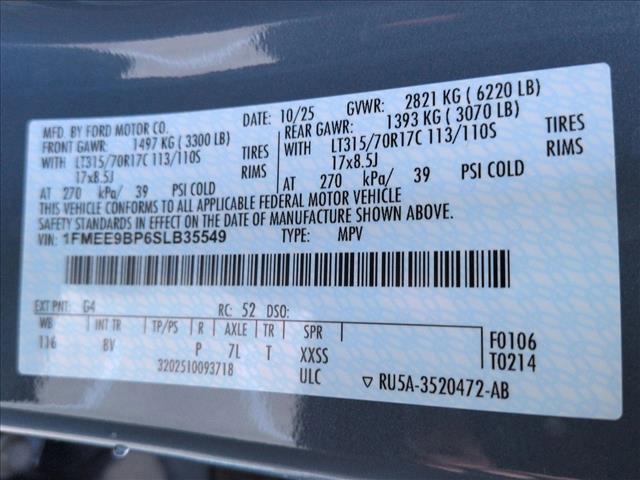 MFD. BY FORD MOTOR CO.
DATE: 10/25 GVWR: 2821 KG ( 6220 LB)
FRONT GAWR: 1497 KG ( 3300 LB)
REAR GAWR: 1393 KG ( 3070 LB)
WITH LT315/70R17C 113/110S TIRES
WITH LT315/70R17C 113/110S TIRES
17x8.5J RIMS
17x8.5J RIMS
AT 270 kPa/ 39 PSI COLD
AT 270 kPa/ 39 PSI COLD
THIS VEHICLE CONFORMS TO ALL APPLICABLE FEDERAL MOTOR VEHICLE
SAFETY STANDARDS IN EFFECT ON THE DATE OF MANUFACTURE SHOWN ABOVE.
VIN: 1FMEE9BP6SLB35549 TYPE: MPV
EXT PNT: G4 RC: 52 DSO:
WB INT TR TP/PS R AXLE TR SPR
116 8V P 7L T XXSS
F0106
T0214
3202510093718 ULC
RU5A-3520472-AB